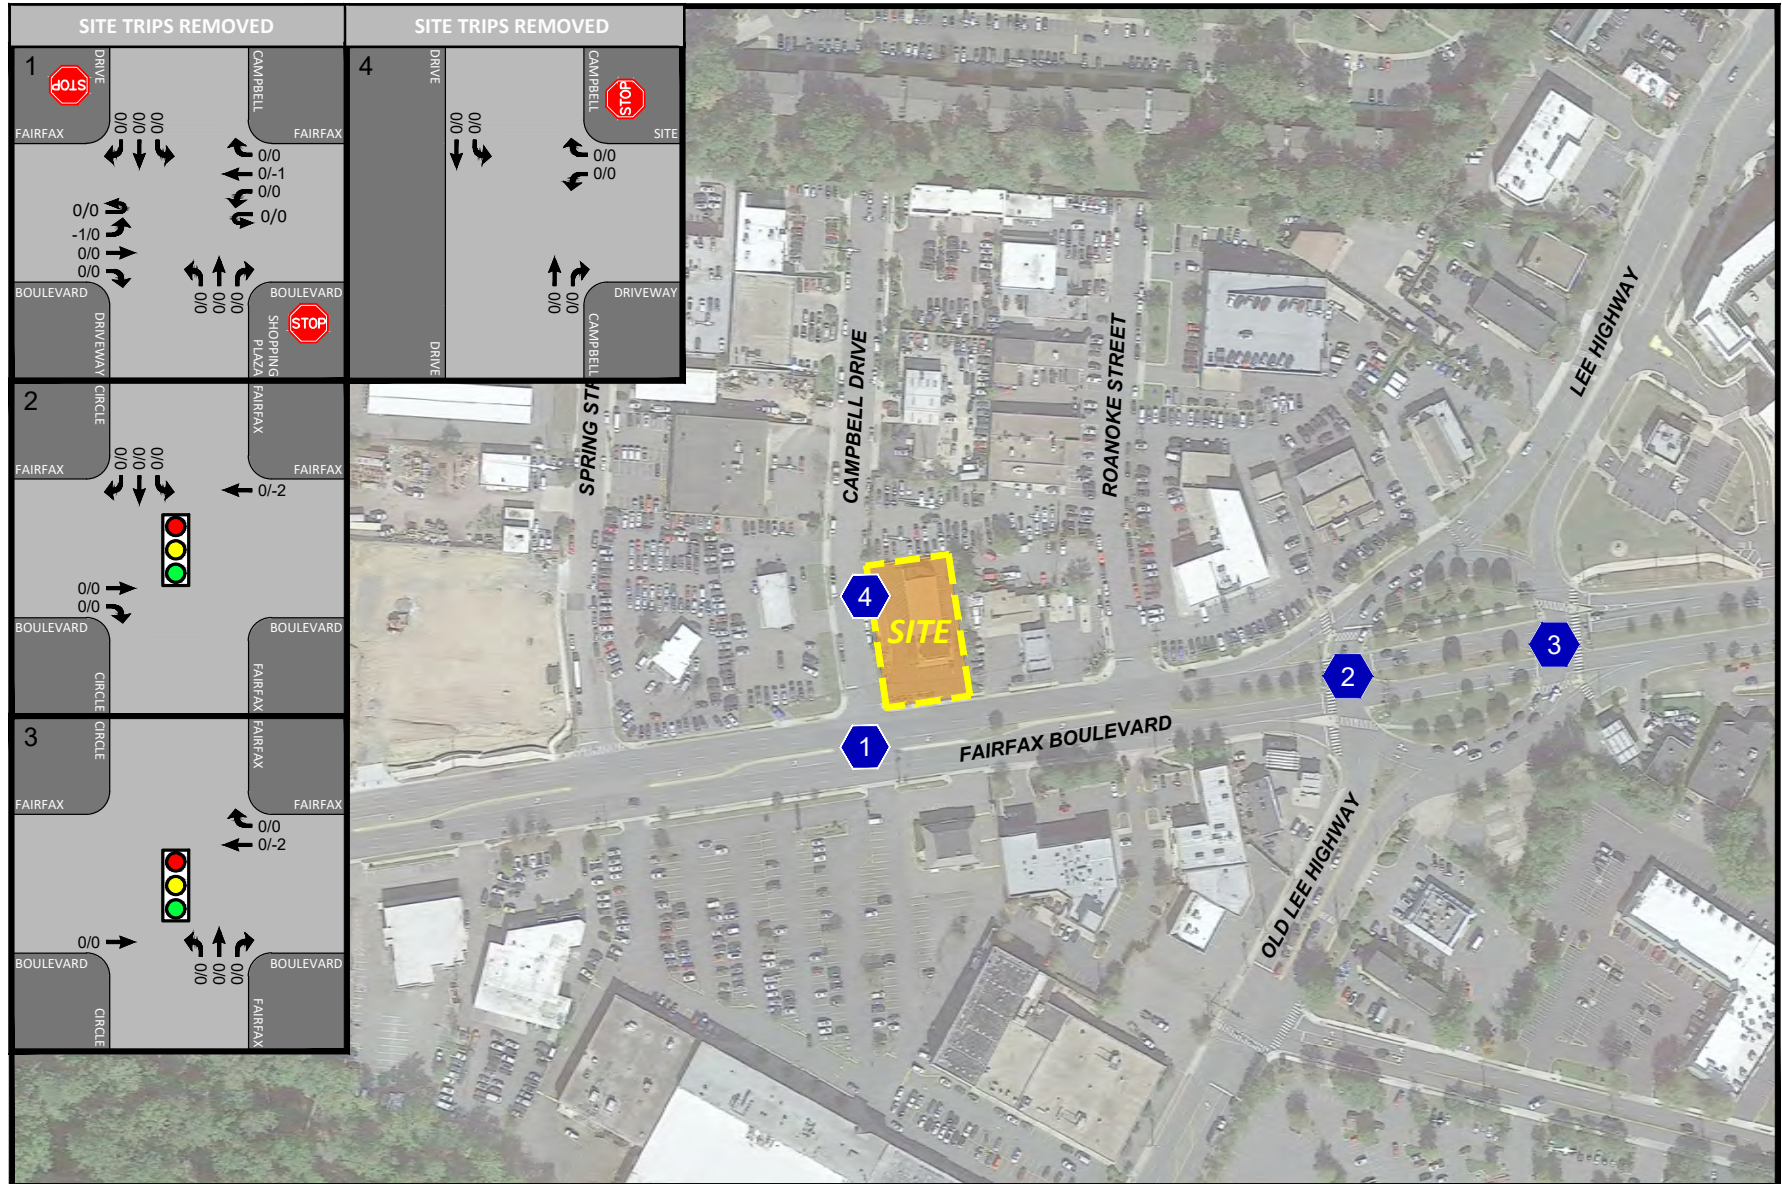 SITE TRIPS REMOVED
SITE TRIPS REMOVED
1
STOP
DRIVE
CAMPBELL
FAIRFAX
FAIRFAX
0/0
0/0
0/0
0/0
0/-1
0/0
0/0
0/0
-1/0
0/0
0/0
0/0
0/0
0/0
BOULEVARD
BOULEVARD
DRIVEWAY
SHOPPING
PLAZA
STOP
4
DRIVE
CAMPBELL
STOP
SITE
0/0
0/0
0/0
0/0
0/0
0/0
DRIVEWAY
DRIVE
CAMPBELL
2
CIRCLE
FAIRFAX
FAIRFAX
FAIRFAX
0/0
0/0
0/0
0/-2
0/0
0/0
BOULEVARD
BOULEVARD
CIRCLE
FAIRFAX
3
CIRCLE
FAIRFAX
FAIRFAX
FAIRFAX
0/0
0/-2
0/0
0/0
0/0
0/0
BOULEVARD
BOULEVARD
CIRCLE
FAIRFAX
SPRING STR
CAMPBELL DRIVE
ROANOKE STREET
LEE HIGHWAY
4
SITE
3
2
1
FAIRFAX BOULEVARD
OLD LEE HIGHWAY